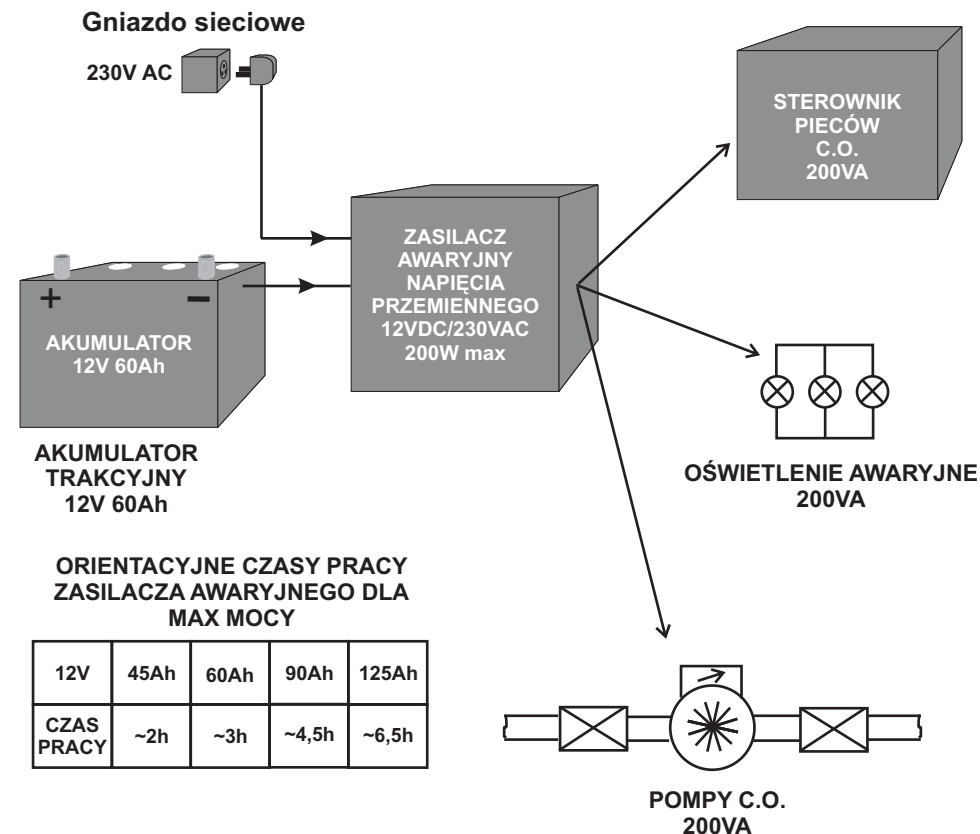 Gniazdo sieciowe
230V AC
STEROWNIK
PIECÓW
C.O.
200VA
ZASILACZ
AWARYJNY
NAPIĘCIA
PRZEMIENNEGO
12VDC/230VAC
200W max
+ −
AKUMULATOR
12V 60Ah
AKUMULATOR
TRAKCYJNY
12V 60Ah
OŚWIETLENIE AWARYJNE
200VA
ORIENTACYJNE CZASY PRACY
ZASILACZA AWARYJNEGO DLA
MAX MOCY
12V 45Ah 60Ah 90Ah 125Ah
CZAS
PRACY ~2h ~3h ~4,5h ~6,5h
POMPY C.O.
200VA